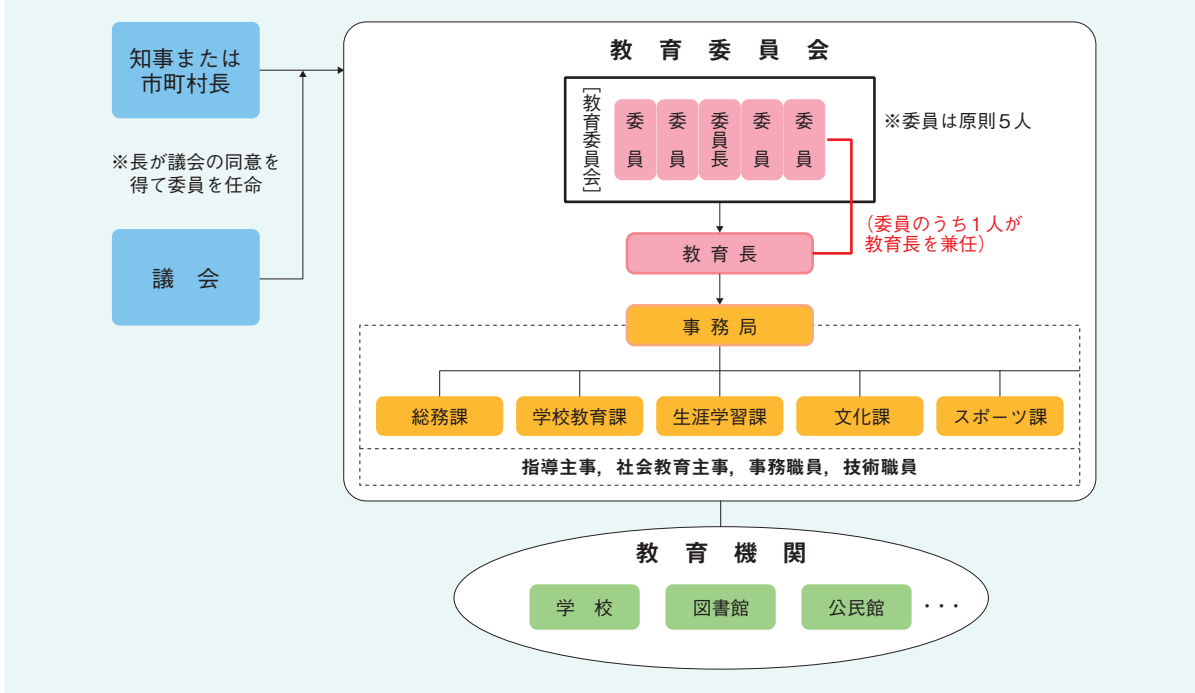 知事または
市町村長
※長が議会の同意を
得て委員を任命
議 会
教 育 委 員 会
[教育委員会]
委員
委員
委員長
委員
委員
※委員は原則5人
(委員のうち1人が
教育長を兼任)
教 育 長
事 務 局
総務課
学校教育課
生涯学習課
文化課
スポーツ課
指導主事,社会教育主事,事務職員,技術職員
教 育 機 関
学 校
図書館
公民館
・・・